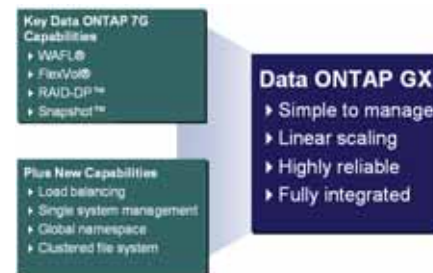 Key Data ONTAP 7G
Capabilities
WAFL®
FlexVol®
RAID-DP™
Snapshot™
Plus New Capabilities
Load balancing
Single system management
Global namespace
Clustered file system
Data ONTAP GX
Simple to manage
Linear scaling
Highly reliable
Fully integrated